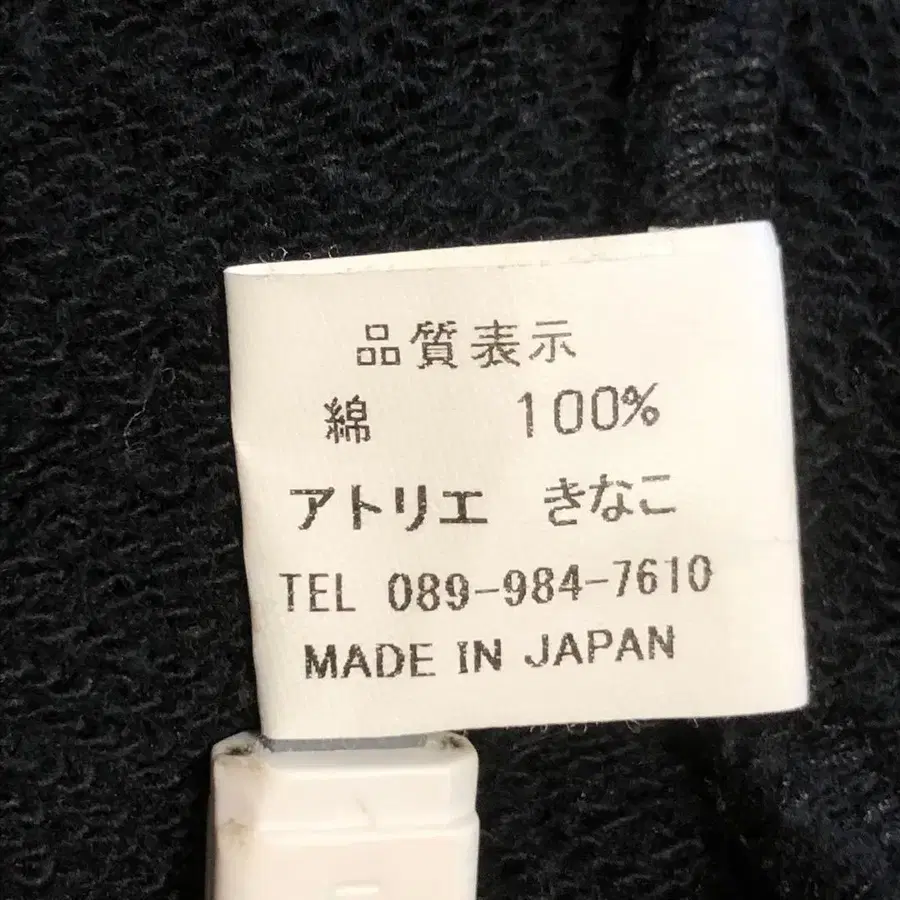 品質表示
綿 100%
アトリエ きなこ
TEL 089-984-7610
MADE IN JAPAN